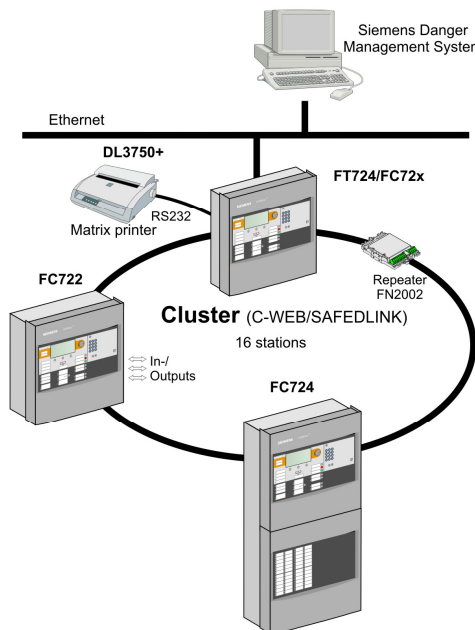 Siemens Danger
Management System
Ethernet
DL3750+
FT724/FC72x
RS232
Matrix printer
Repeater
FN2002
FC722
Cluster (C-WEB/SAFEDLINK)
16 stations
In-/
Outputs
FC724